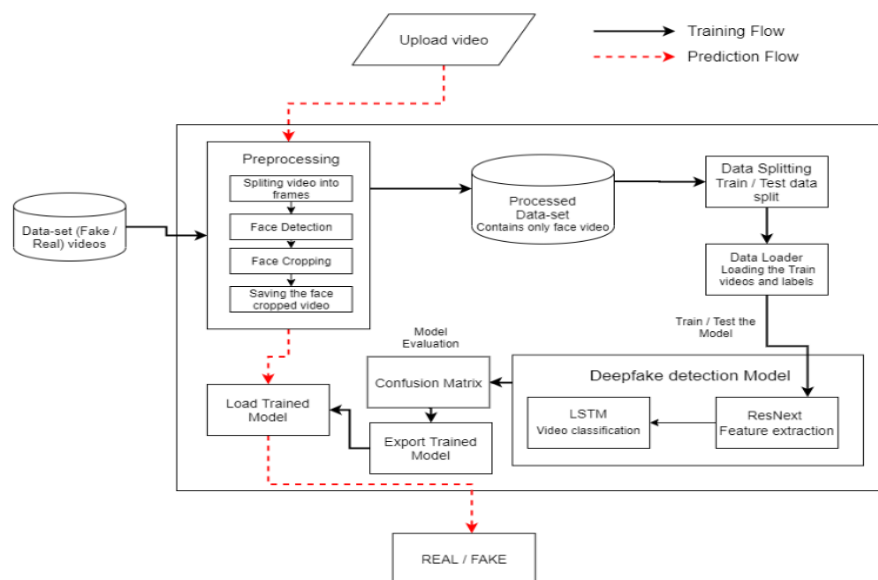 Upload video
Training Flow
Prediction Flow
Preprocessing
Spliting video into
frames
Face Detection
Face Cropping
Saving the face
cropped video
Data-set (Fake /
Real) videos
Processed
Data-set
Contains only face video
Data Splitting
Train / Test data
split
Data Loader
Loading the Train
videos and labels
Train / Test the
Model
Model
Evaluation
Confusion Matrix
Export Trained
Model
Load Trained
Model
Deepfake detection Model
LSTM
Video classification
ResNext
Feature extraction
REAL / FAKE